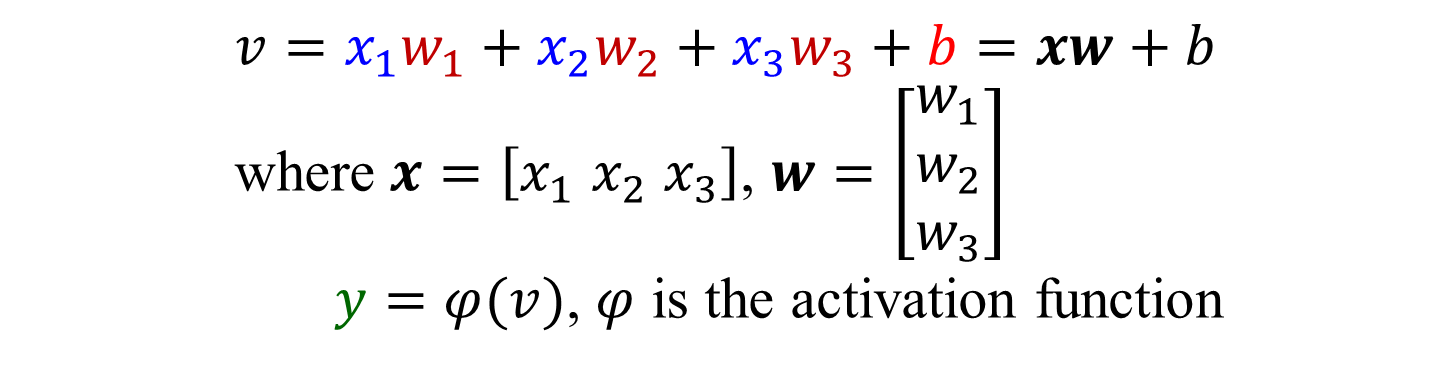 v = x₁w₁ + x₂w₂ + x₃w₃ + b = xw + b
where x = [x₁ x₂ x₃], w = [w₁ w₂ w₃]
y = φ(v), φ is the activation function